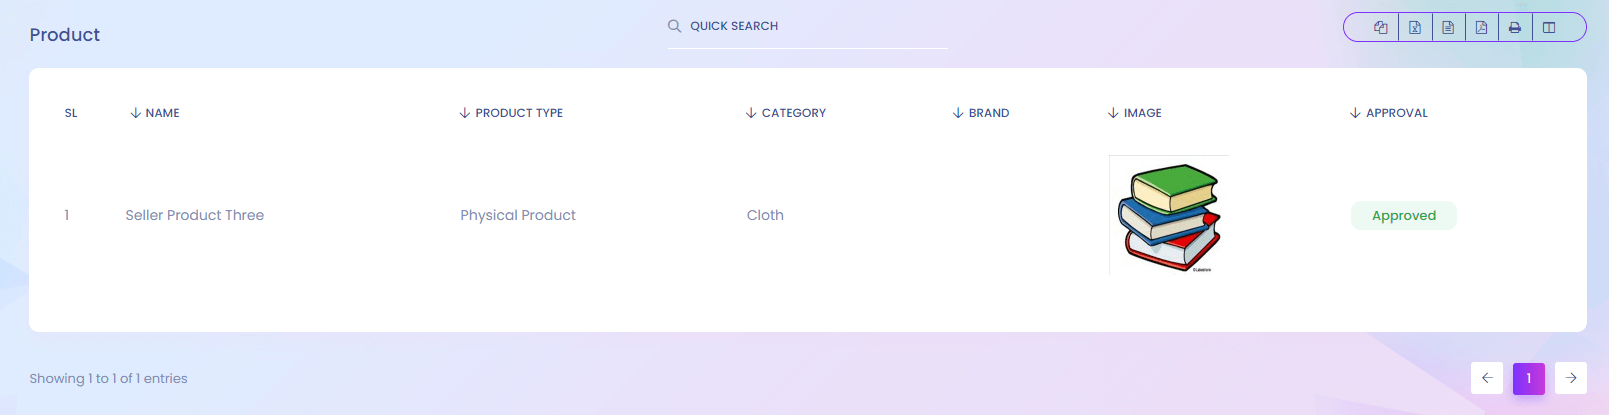 Product
QUICK SEARCH
SL NAME PRODUCT TYPE CATEGORY BRAND IMAGE APPROVAL
1 Seller Product Three Physical Product Cloth Approved
Showing 1 to 1 of 1 entries
1